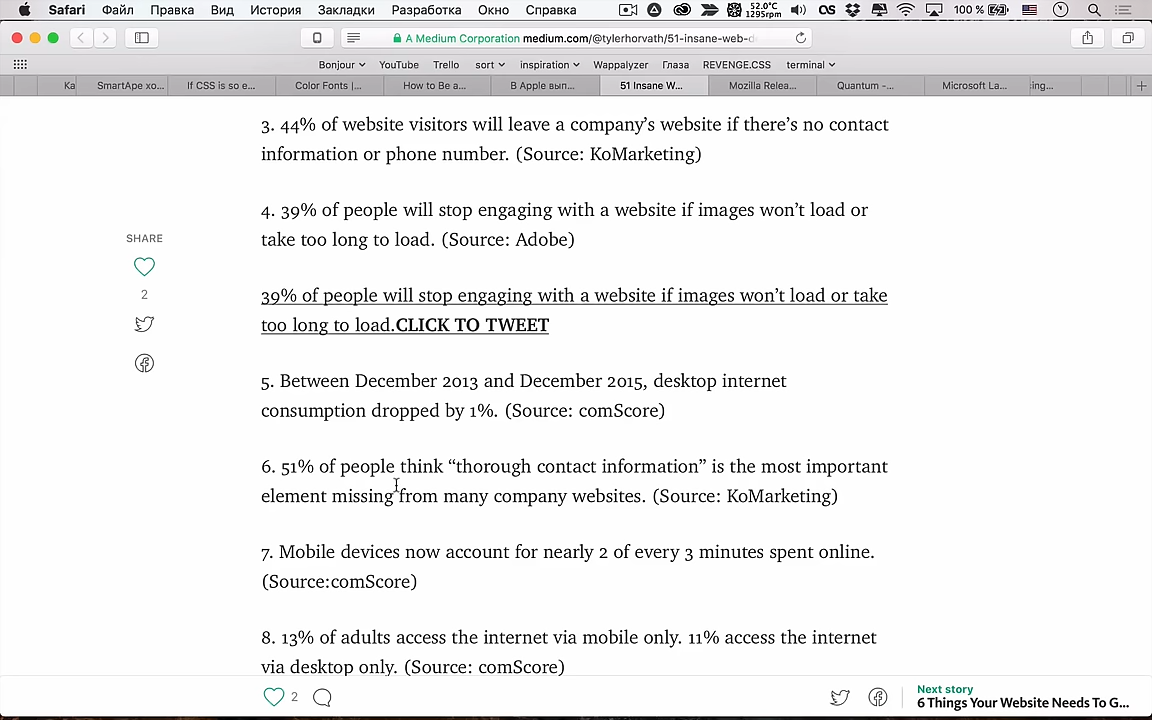 Safari Файл Правка Вид История Закладки Разработка Окно Справка 52.0°C 1295rpm 100 %
A Medium Corporation medium.com/@tylerhorvath/51-insane-web-d
Bonjour YouTube Trello sort inspiration Wappalyzer Глаза REVENGE.CSS terminal
Ka SmartApe xo... If CSS is so e... Color Fonts |... How to Be a... В Apple вып... 51 Insane W... Mozilla Relea... Quantum -... Microsoft La... ing...
3. 44% of website visitors will leave a company’s website if there’s no contact
information or phone number. (Source: KoMarketing)
4. 39% of people will stop engaging with a website if images won’t load or
take too long to load. (Source: Adobe)
SHARE
2
39% of people will stop engaging with a website if images won’t load or take
too long to load.CLICK TO TWEET
5. Between December 2013 and December 2015, desktop internet
consumption dropped by 1%. (Source: comScore)
6. 51% of people think “thorough contact information” is the most important
element missing from many company websites. (Source: KoMarketing)
7. Mobile devices now account for nearly 2 of every 3 minutes spent online.
(Source:comScore)
8. 13% of adults access the internet via mobile only. 11% access the internet
via desktop only. (Source: comScore)
2
Next story
6 Things Your Website Needs To G...